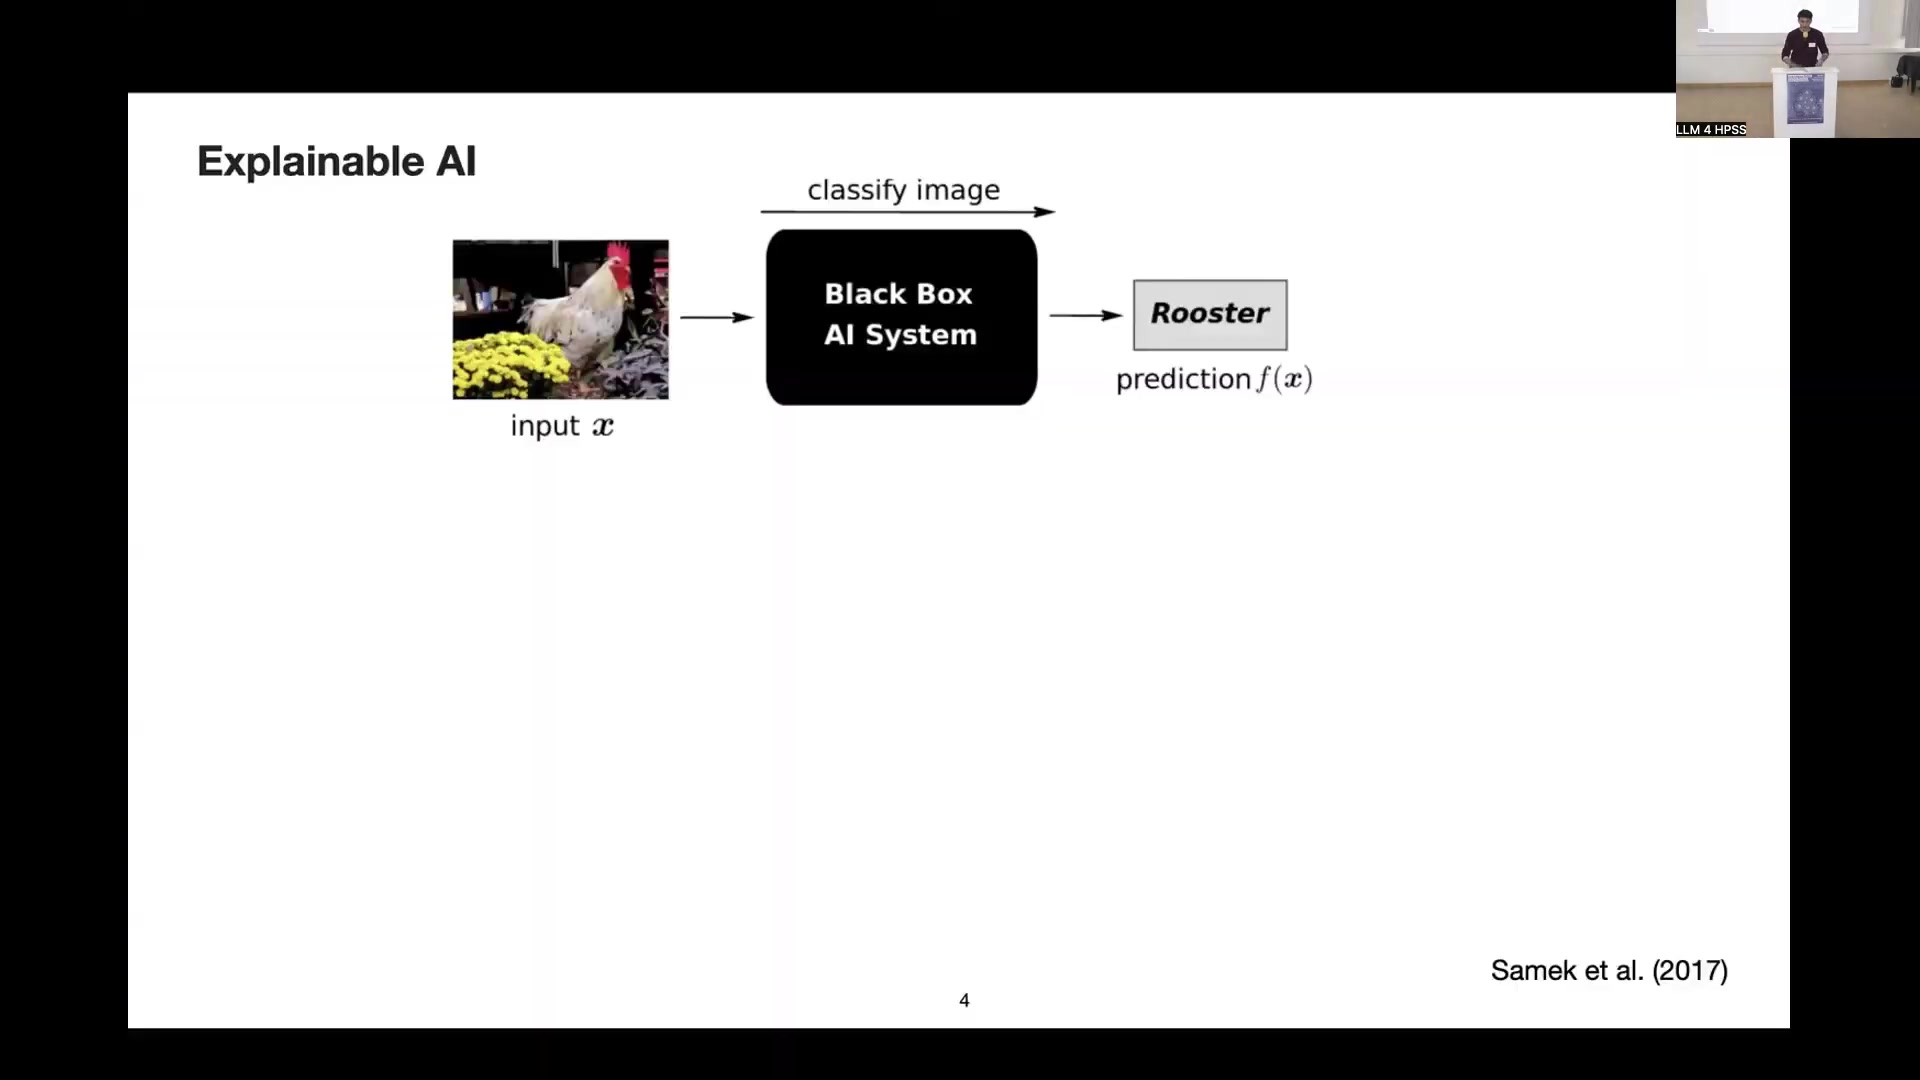 LLM 4 HPSS
Explainable AI
classify image
Black Box
AI System
Rooster
prediction f(x)
input x
Samek et al. (2017)
4